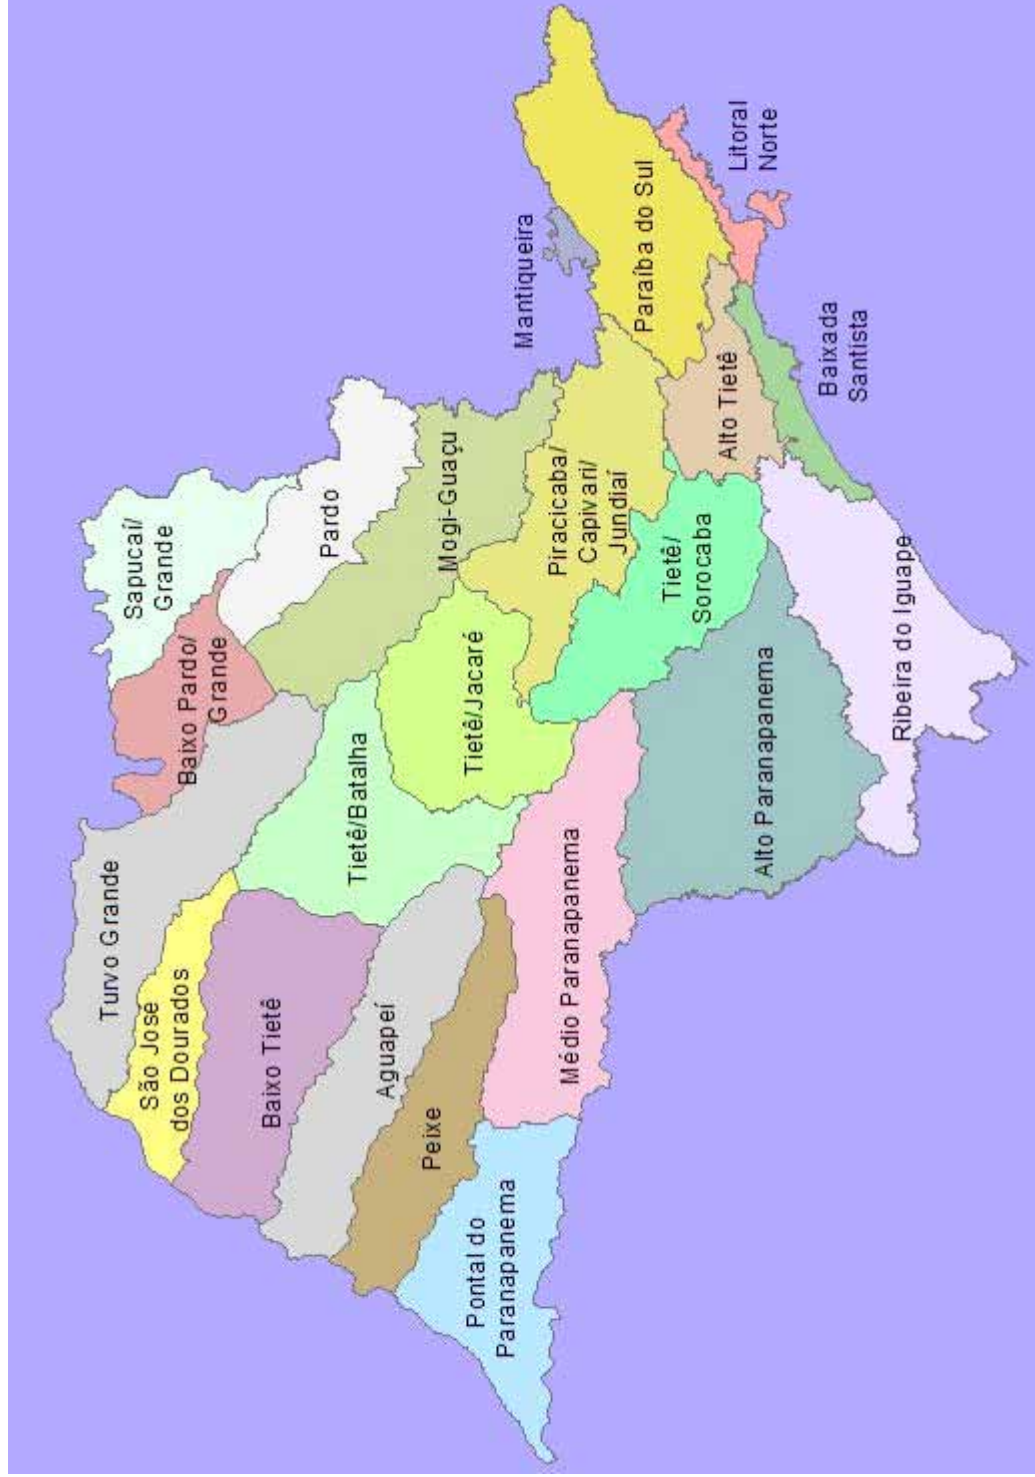 Turvo Grande
São José
dos Dourados
Baixo Tietê
Aguapeí
Peixe
Pontal do
Paranapanema
Baixo Pardo/
Grande
Sapucaí/
Grande
Pardo
Mogi-Guaçu
Tietê/Batalha
Tietê/Jacaré
Médio Paranapanema
Piracicaba/
Capivari/
Jundiaí
Tietê/
Sorocaba
Alto Paranapanema
Mantiqueira
Paraíba do Sul
Litoral
Norte
Alto Tietê
Baixada
Santista
Ribeira do Iguape